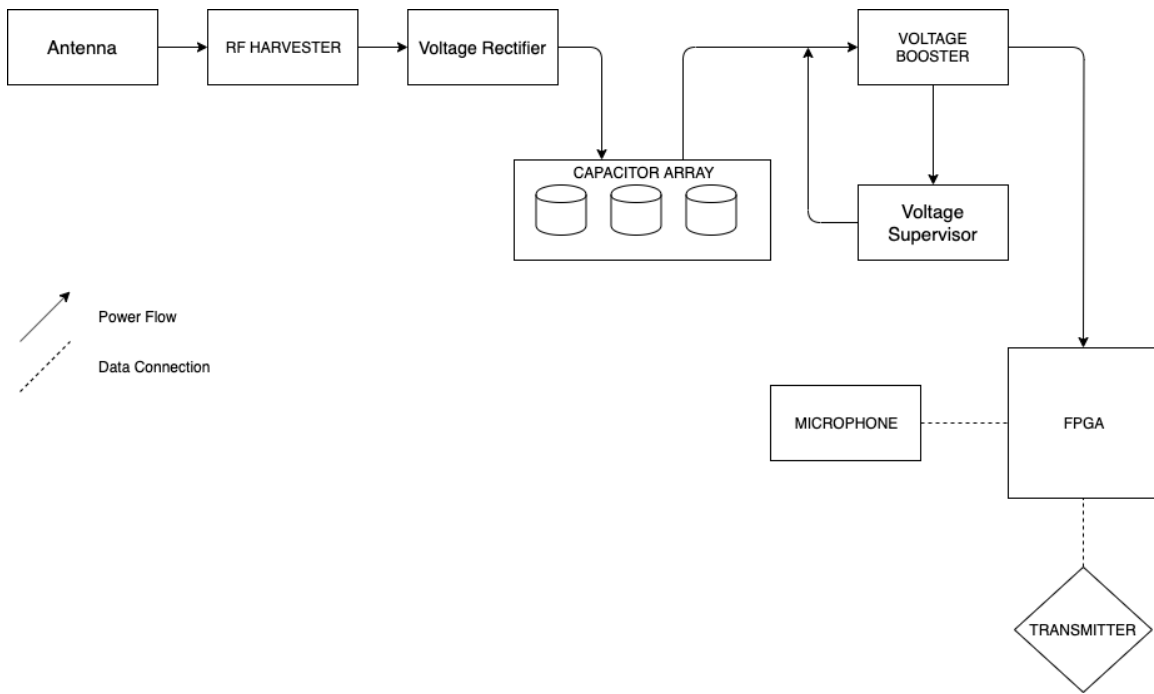 Antenna
RF HARVESTER
Voltage Rectifier
VOLTAGE
BOOSTER
CAPACITOR ARRAY
Voltage
Supervisor
Power Flow
Data Connection
MICROPHONE
FPGA
TRANSMITTER